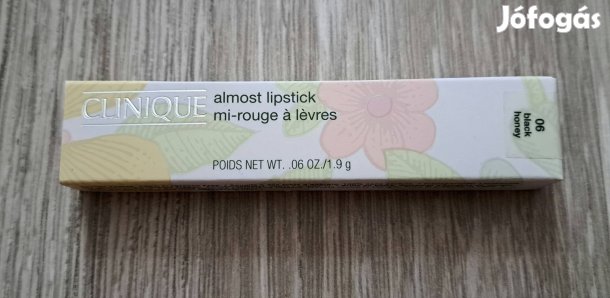 Jófogás
CLINIQUE
almost lipstick
mi-rouge à lèvres
POIDS NET WT. .06 OZ./1.9 g
06
black
honey